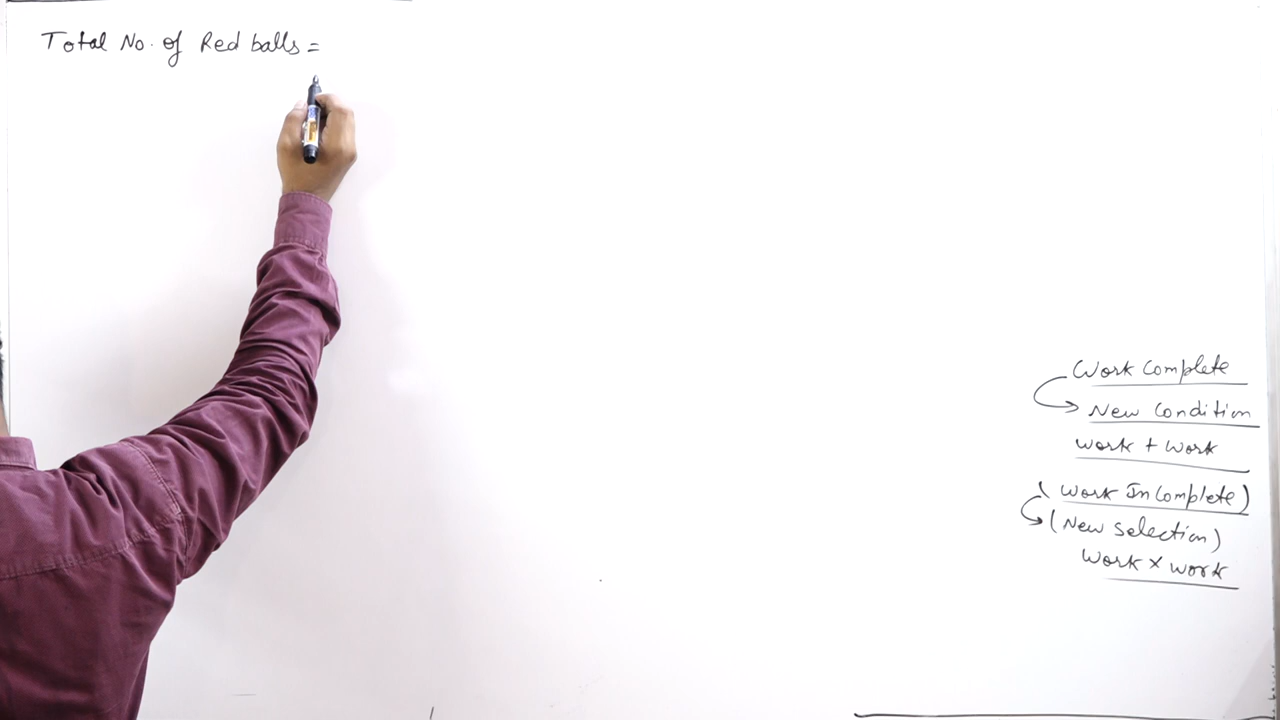 Total No. of Red balls =
Work Complete
New Condition
Work + Work
(Work InComplete)
(New Selection)
Work × Work